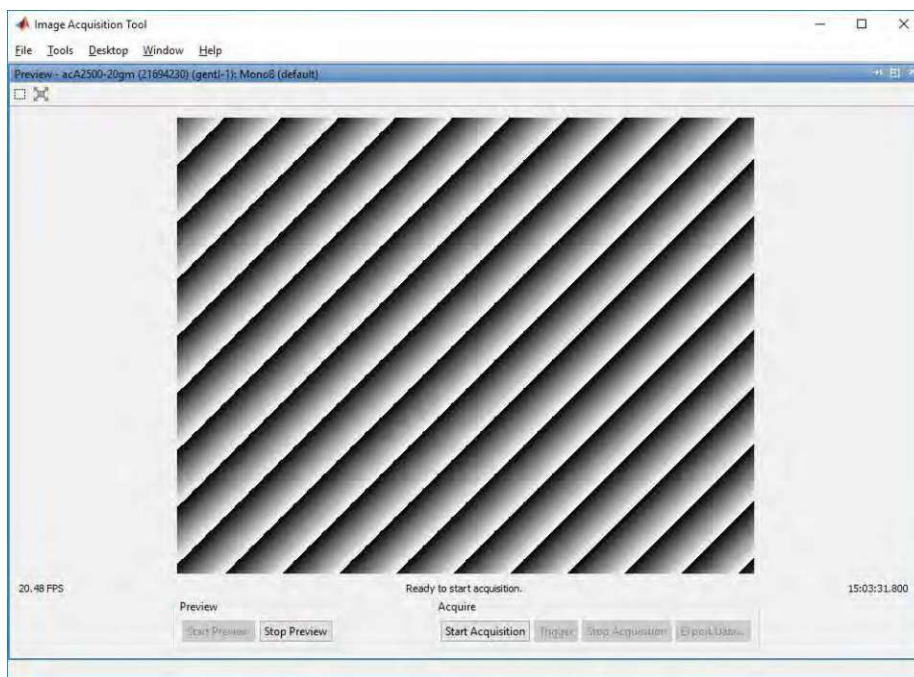 Image Acquisition Tool
File Tools Desktop Window Help
Preview - acA2500-20gm (21694230) (gentl-1): Mono8 (default)
20.48 FPS
Ready to start acquisition.
15:03:31.800
Preview
Acquire
Start Preview Stop Preview Start Acquisition Trigger Stop Acquisition Export Data...